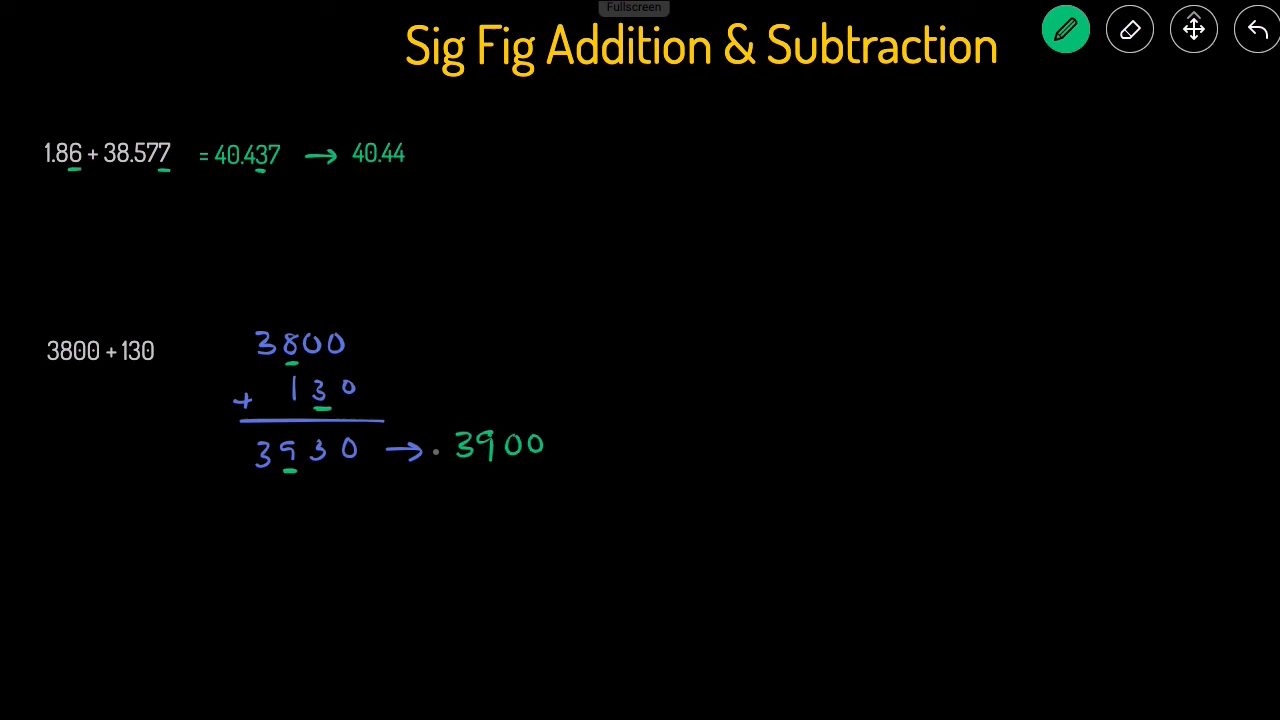 Fullscreen
Sig Fig Addition & Subtraction
1.86 + 38.577 = 40.437 → 40.44
3800 + 130
3800
+ 130
3930 → 3900